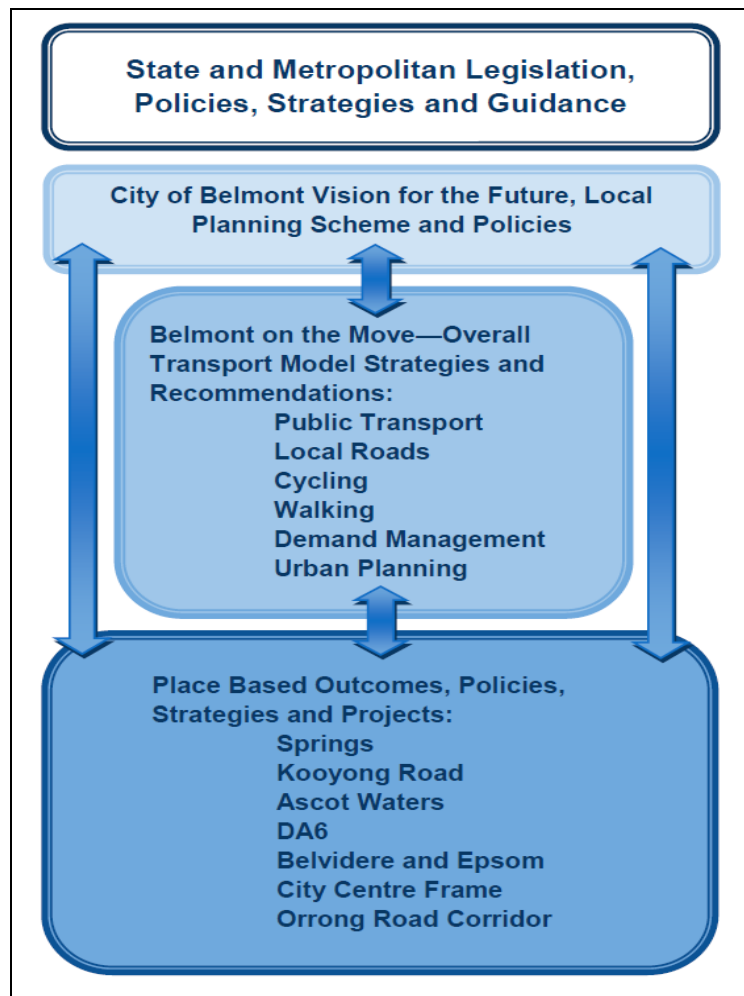 State and Metropolitan Legislation,
Policies, Strategies and Guidance
City of Belmont Vision for the Future, Local
Planning Scheme and Policies
Belmont on the Move—Overall
Transport Model Strategies and
Recommendations:
Public Transport
Local Roads
Cycling
Walking
Demand Management
Urban Planning
Place Based Outcomes, Policies,
Strategies and Projects:
Springs
Kooyong Road
Ascot Waters
DA6
Belvidere and Epsom
City Centre Frame
Orrong Road Corridor